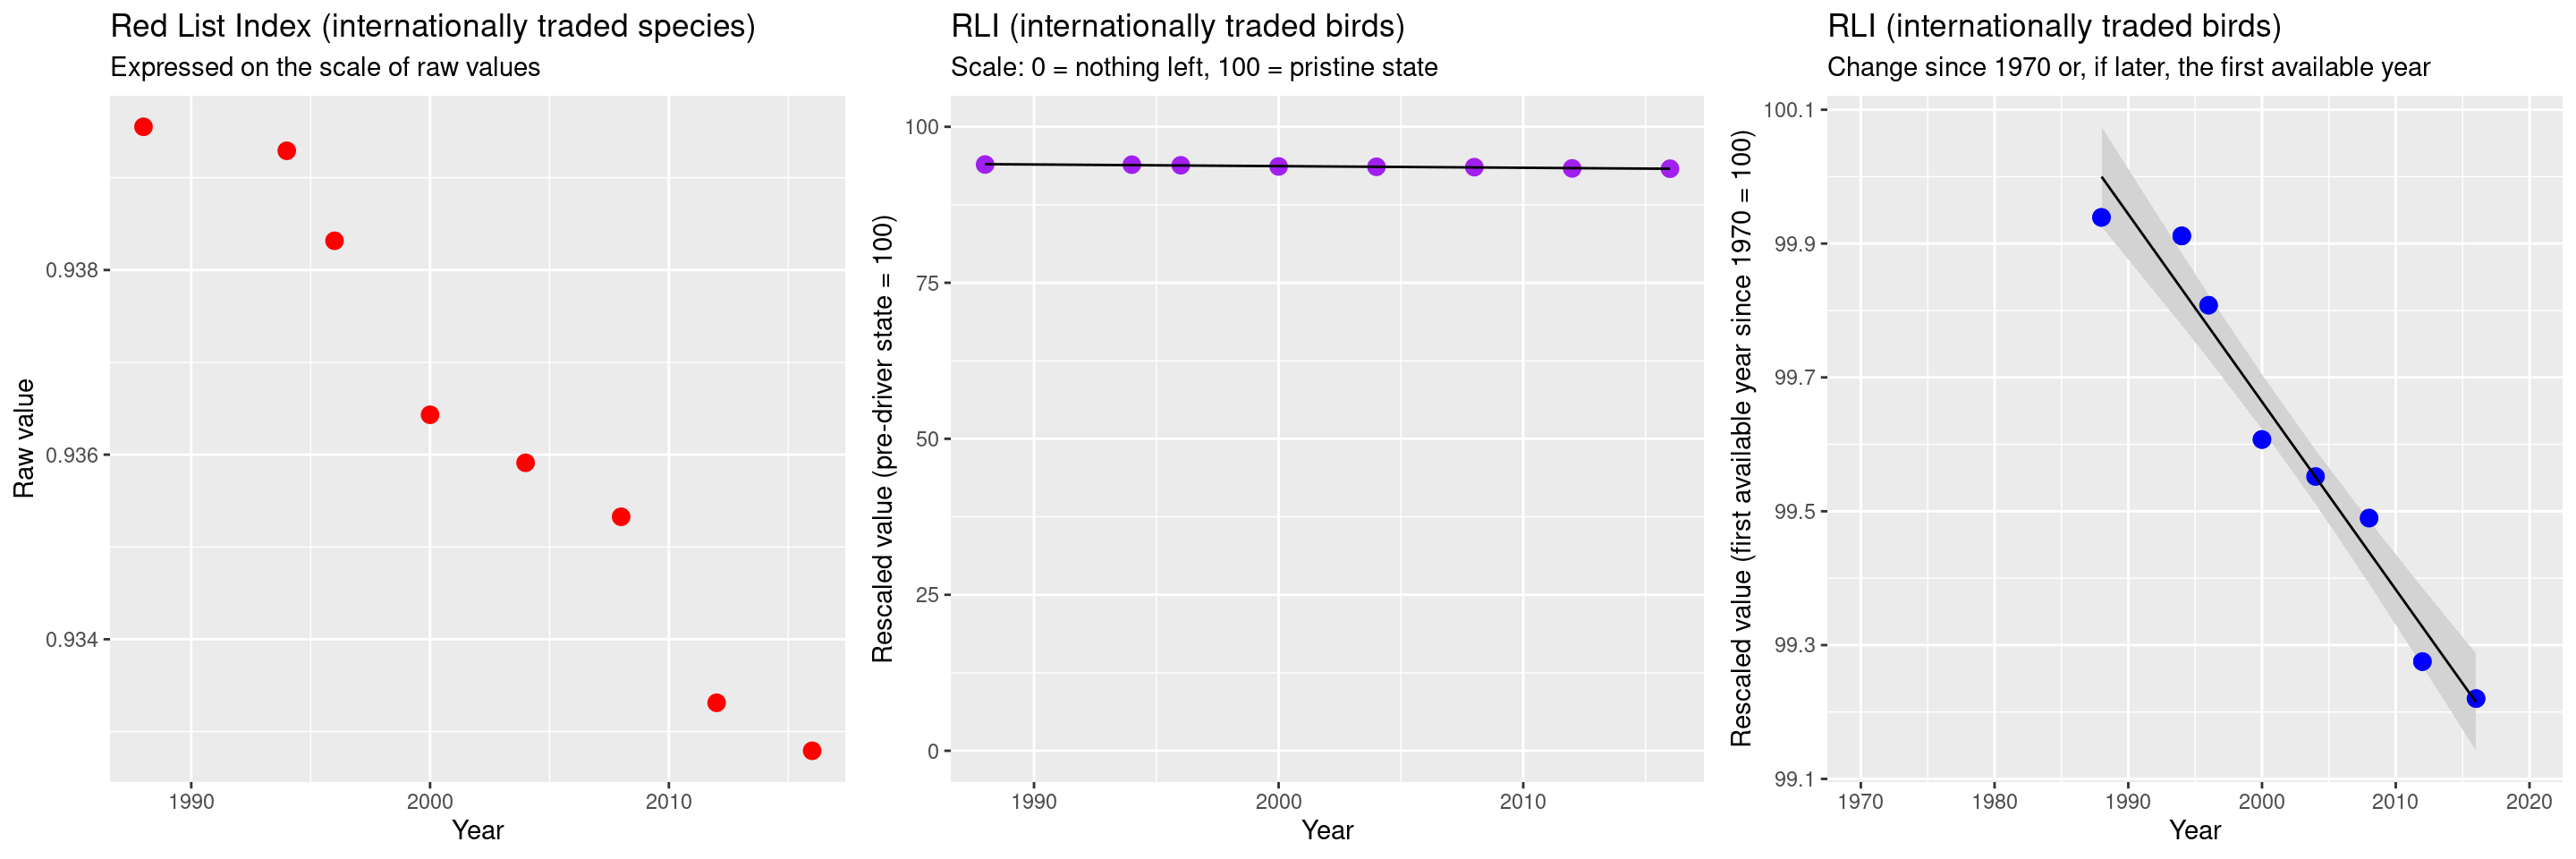 Red List Index (internationally traded species)
Expressed on the scale of raw values
Raw value
0.938
0.936
0.934
1990
2000
2010
Year
RLI (internationally traded birds)
Scale: 0 = nothing left, 100 = pristine state
Rescaled value (pre-driver state = 100)
100
75
50
25
0
1990
2000
2010
Year
RLI (internationally traded birds)
Change since 1970 or, if later, the first available year
Rescaled value (first available year since 1970 = 100)
100.1
99.9
99.7
99.5
99.3
99.1
1970
1980
1990
2000
2010
2020
Year